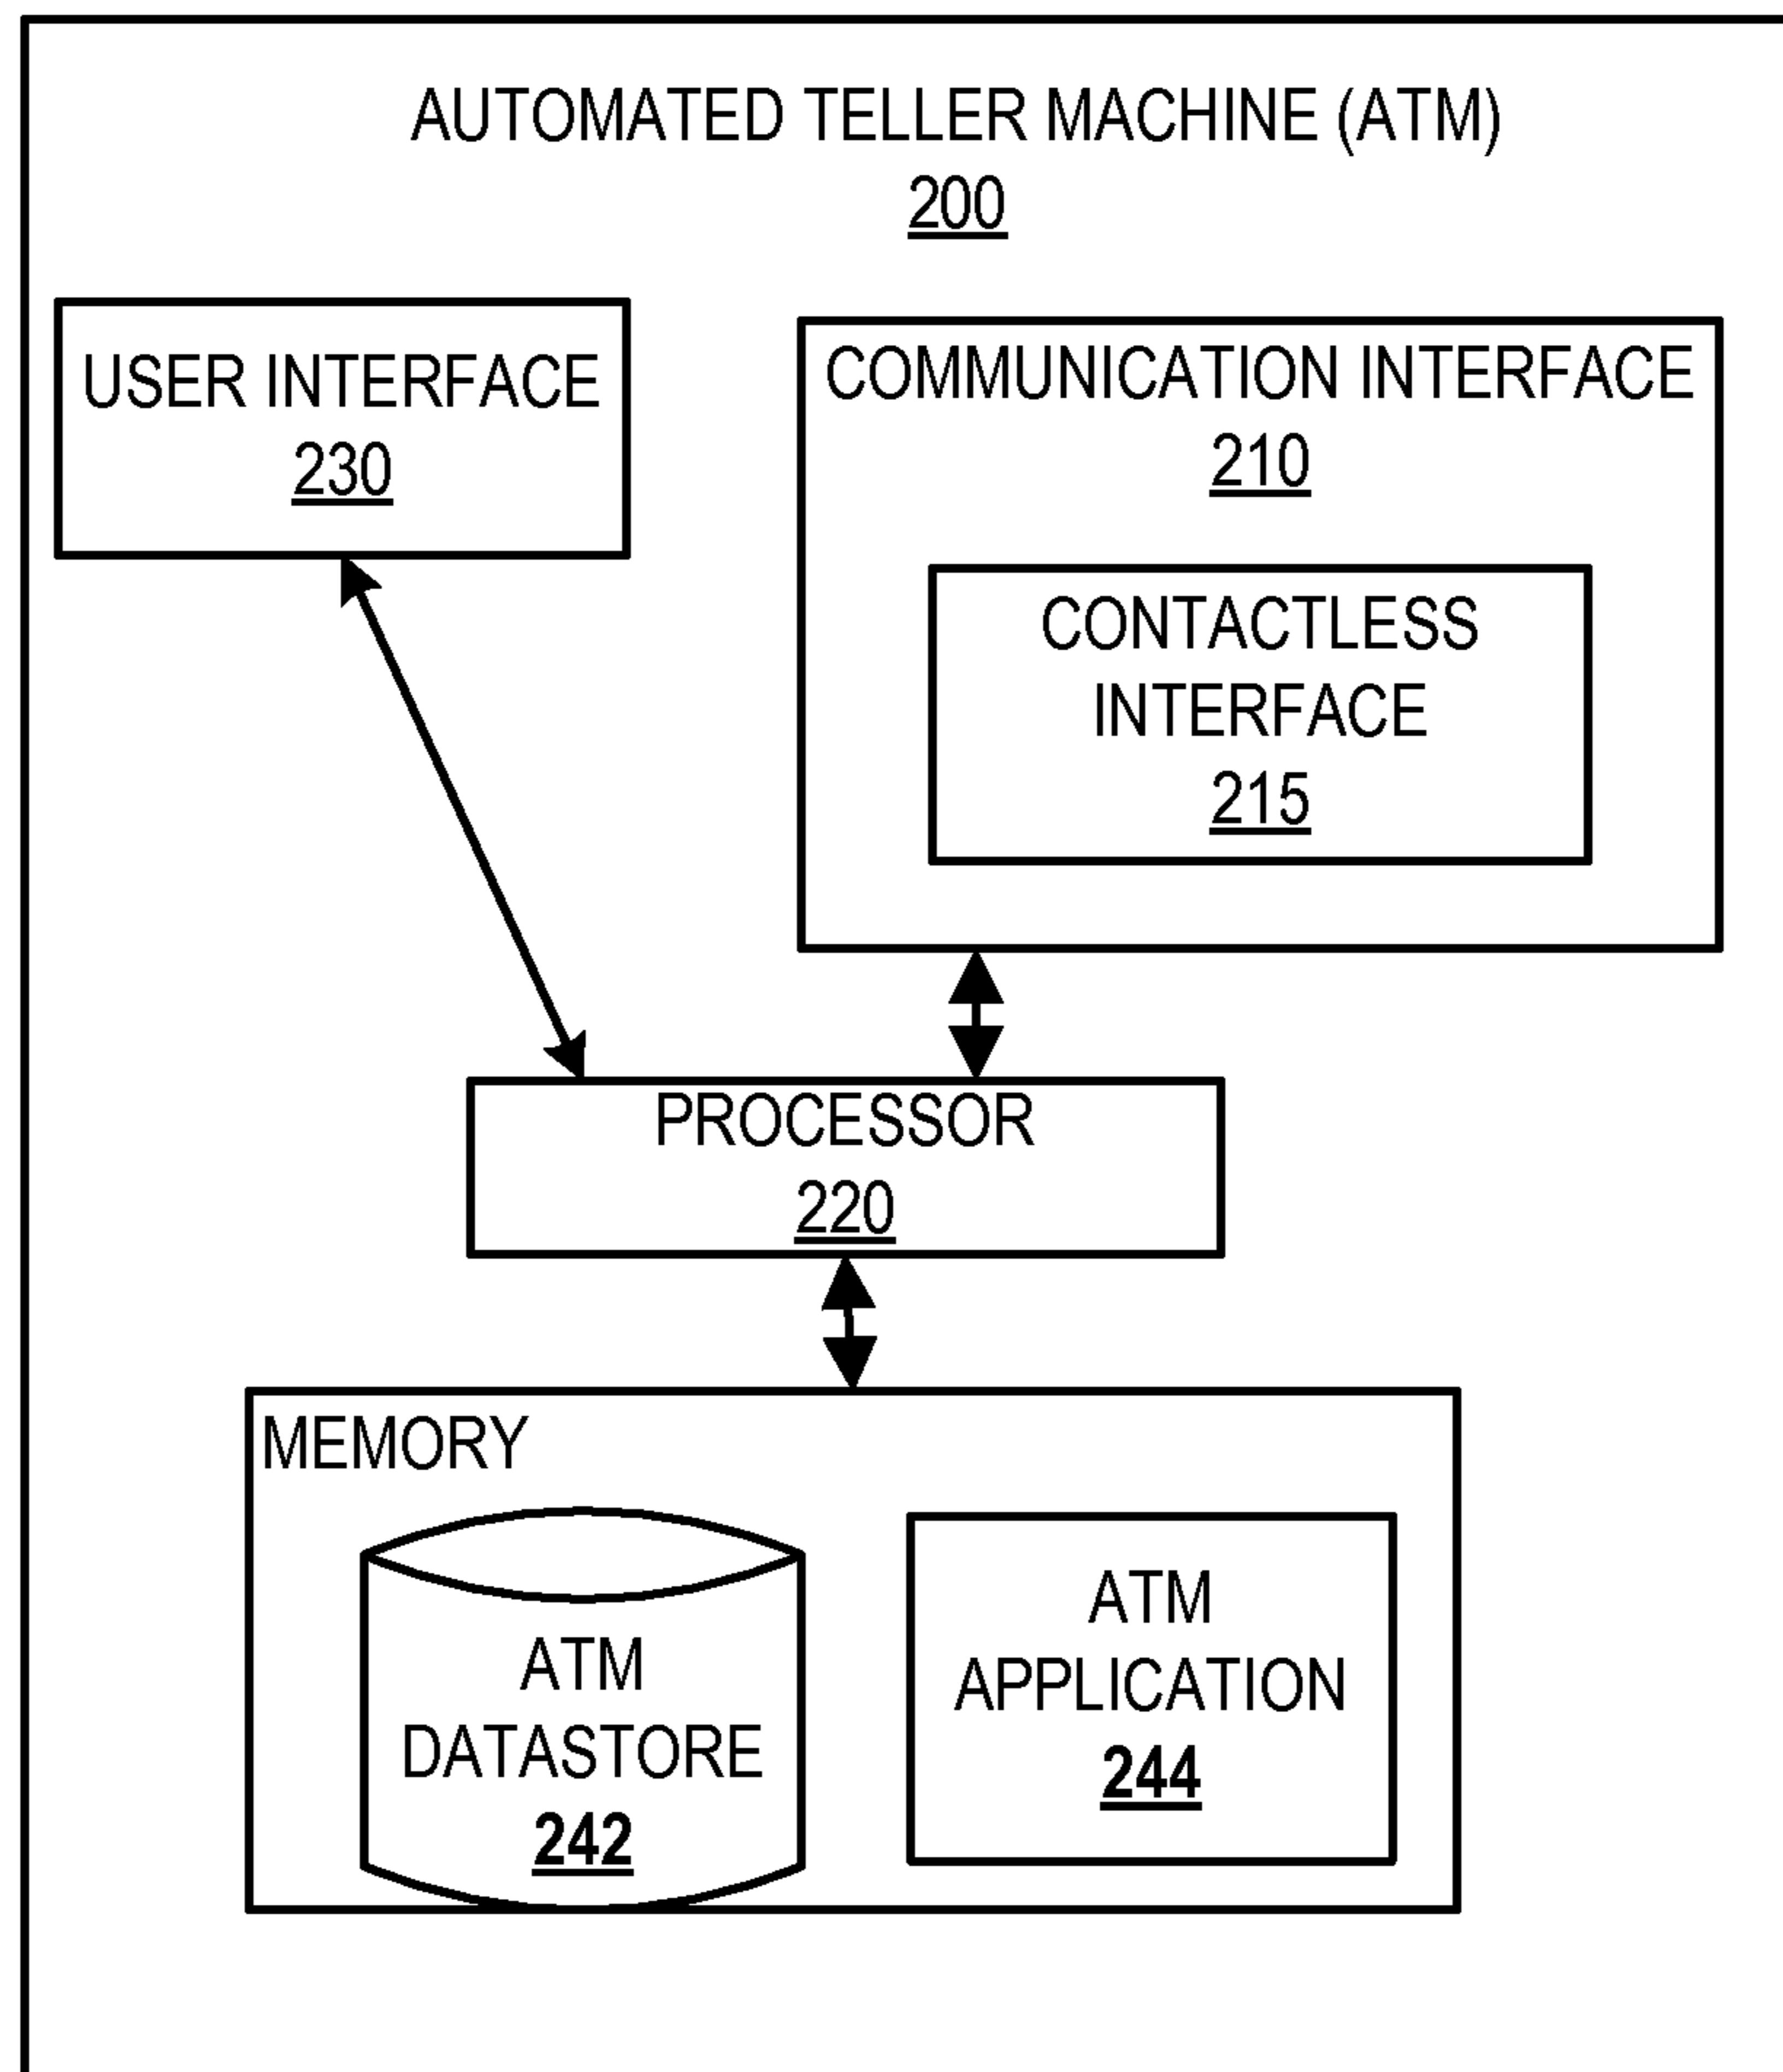 AUTOMATED TELLER MACHINE (ATM)
200
USER INTERFACE
230
COMMUNICATION INTERFACE
210
CONTACTLESS
INTERFACE
215
PROCESSOR
220
MEMORY
ATM
DATASTORE
242
ATM
APPLICATION
244